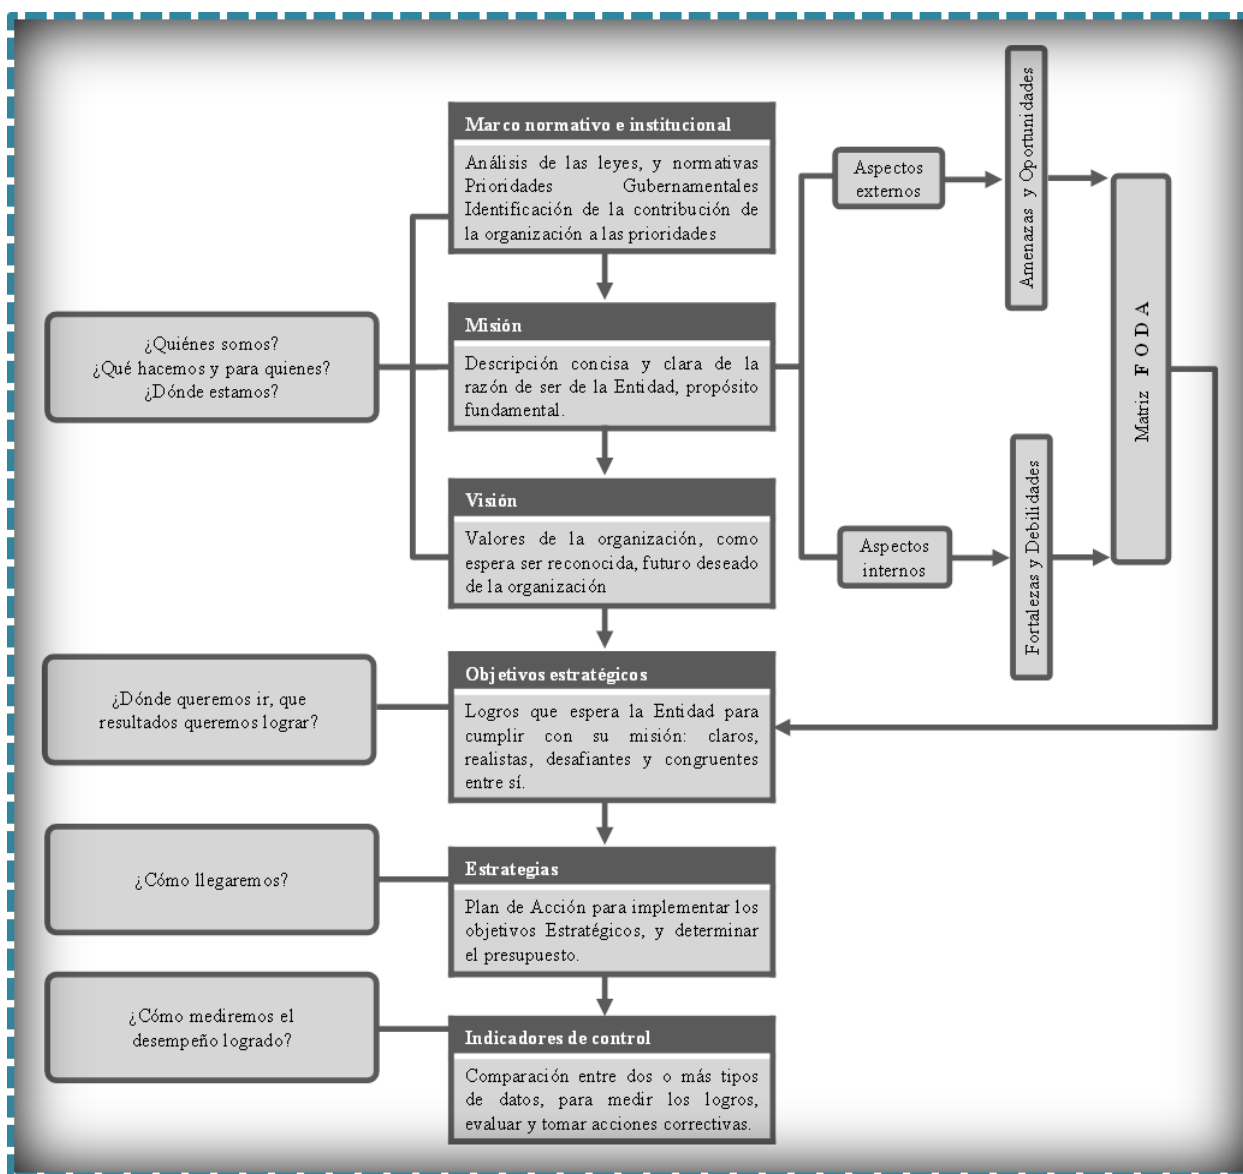 Marco normativo e institucional
Análisis de las leyes, y normativas
Prioridades Gubernamentales
Identificación de la contribución de
la organización a las prioridades
Aspectos
externos
Amenazas y Oportunidades
Matriz FODA
¿Quiénes somos?
¿Qué hacemos y para quienes?
¿Dónde estamos?
Misión
Descripción concisa y clara de la
razón de ser de la Entidad, propósito
fundamental.
Visión
Valores de la organización, como
espera ser reconocida, futuro deseado
de la organización
Aspectos
internos
Fortalezas y Debilidades
¿Dónde queremos ir, que
resultados queremos lograr?
Objetivos estratégicos
Logros que espera la Entidad para
cumplir con su misión: claros,
realistas, desafiantes y congruentes
entre sí.
¿Cómo llegaremos?
Estrategias
Plan de Acción para implementar los
objetivos Estratégicos, y determinar
el presupuesto.
¿Cómo mediremos el
desempeño logrado?
Indicadores de control
Comparación entre dos o más tipos
de datos, para medir los logros,
evaluar y tomar acciones correctivas.